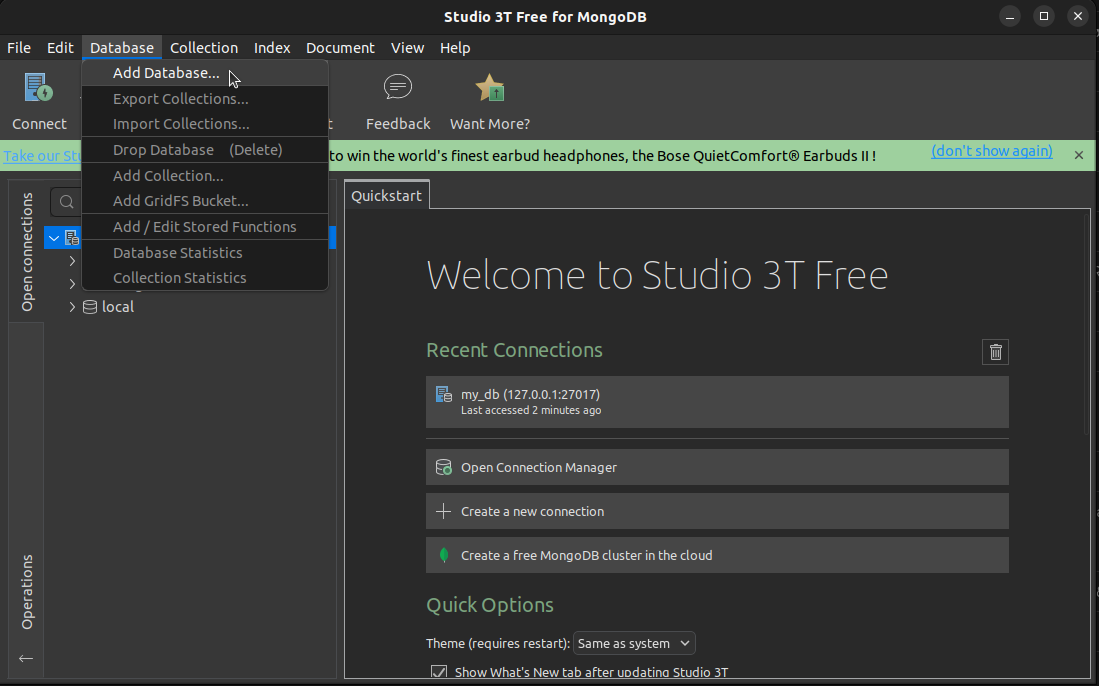 Studio 3T Free for MongoDB
File Edit Database Collection Index Document View Help
Connect
Feedback
Want More?
Add Database...
Export Collections...
Import Collections...
Drop Database (Delete)
Add Collection...
Add GridFS Bucket...
Add / Edit Stored Functions
Database Statistics
Collection Statistics
Take our
to win the world's finest earbud headphones, the Bose QuietComfort® Earbuds II !
(don't show again)
Open connections
local
Operations
Quickstart
Welcome to Studio 3T Free
Recent Connections
my_db (127.0.0.1:27017)
Last accessed 2 minutes ago
Open Connection Manager
Create a new connection
Create a free MongoDB cluster in the cloud
Quick Options
Theme (requires restart): Same as system
Show What's New tab after updating Studio 3T